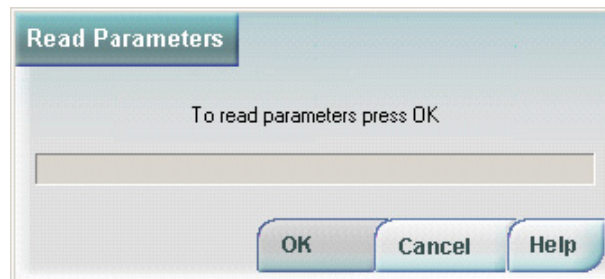 Read Parameters
To read parameters press OK
OK
Cancel
Help